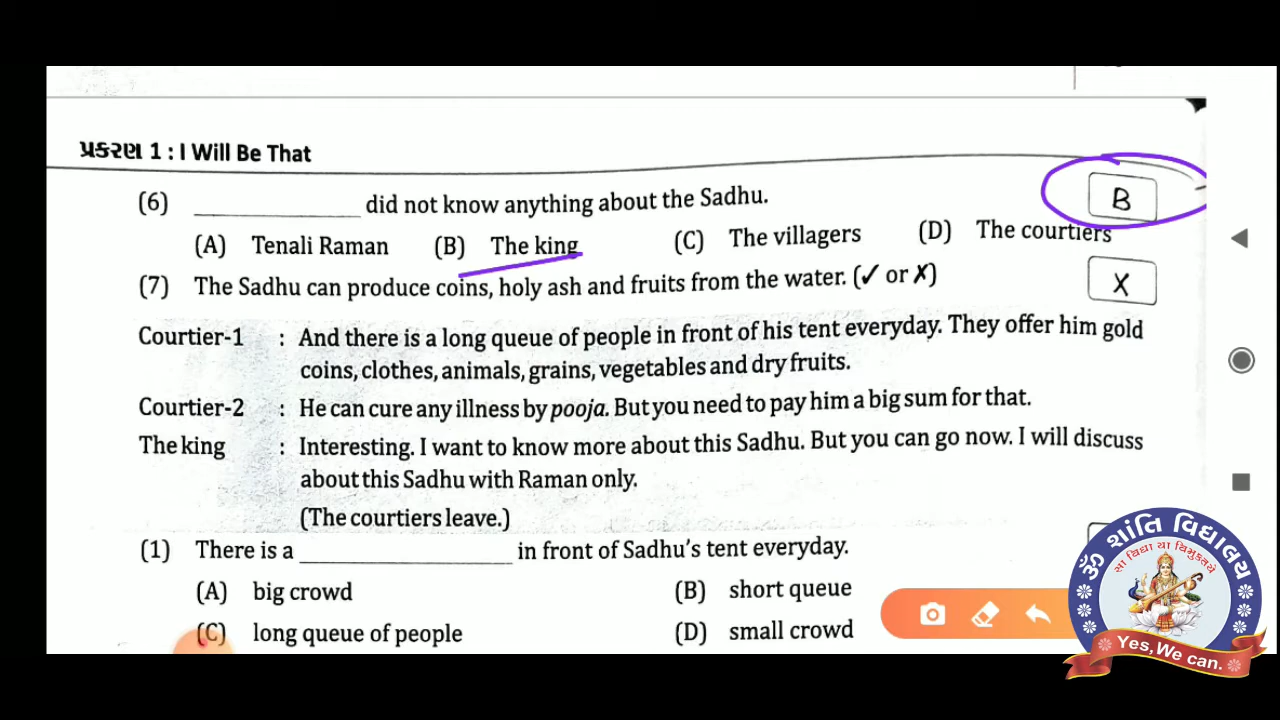 પ્રકરણ 1 : I Will Be That
(6) ____________ did not know anything about the Sadhu.
B
(A) Tenali Raman (B) The king (C) The villagers (D) The courtiers
(7) The Sadhu can produce coins, holy ash and fruits from the water. (✓ or ✗)
X
Courtier-1 : And there is a long queue of people in front of his tent everyday. They offer him gold
coins, clothes, animals, grains, vegetables and dry fruits.
Courtier-2 : He can cure any illness by pooja. But you need to pay him a big sum for that.
The king : Interesting. I want to know more about this Sadhu. But you can go now. I will discuss
about this Sadhu with Raman only.
(The courtiers leave.)
(1) There is a ________________ in front of Sadhu's tent everyday.
(A) big crowd (B) short queue
(C) long queue of people (D) small crowd
ૐ શાંતિ વિદ્યાલય
સા વિદ્યા યા વિમુક્તયે
Yes, We can.